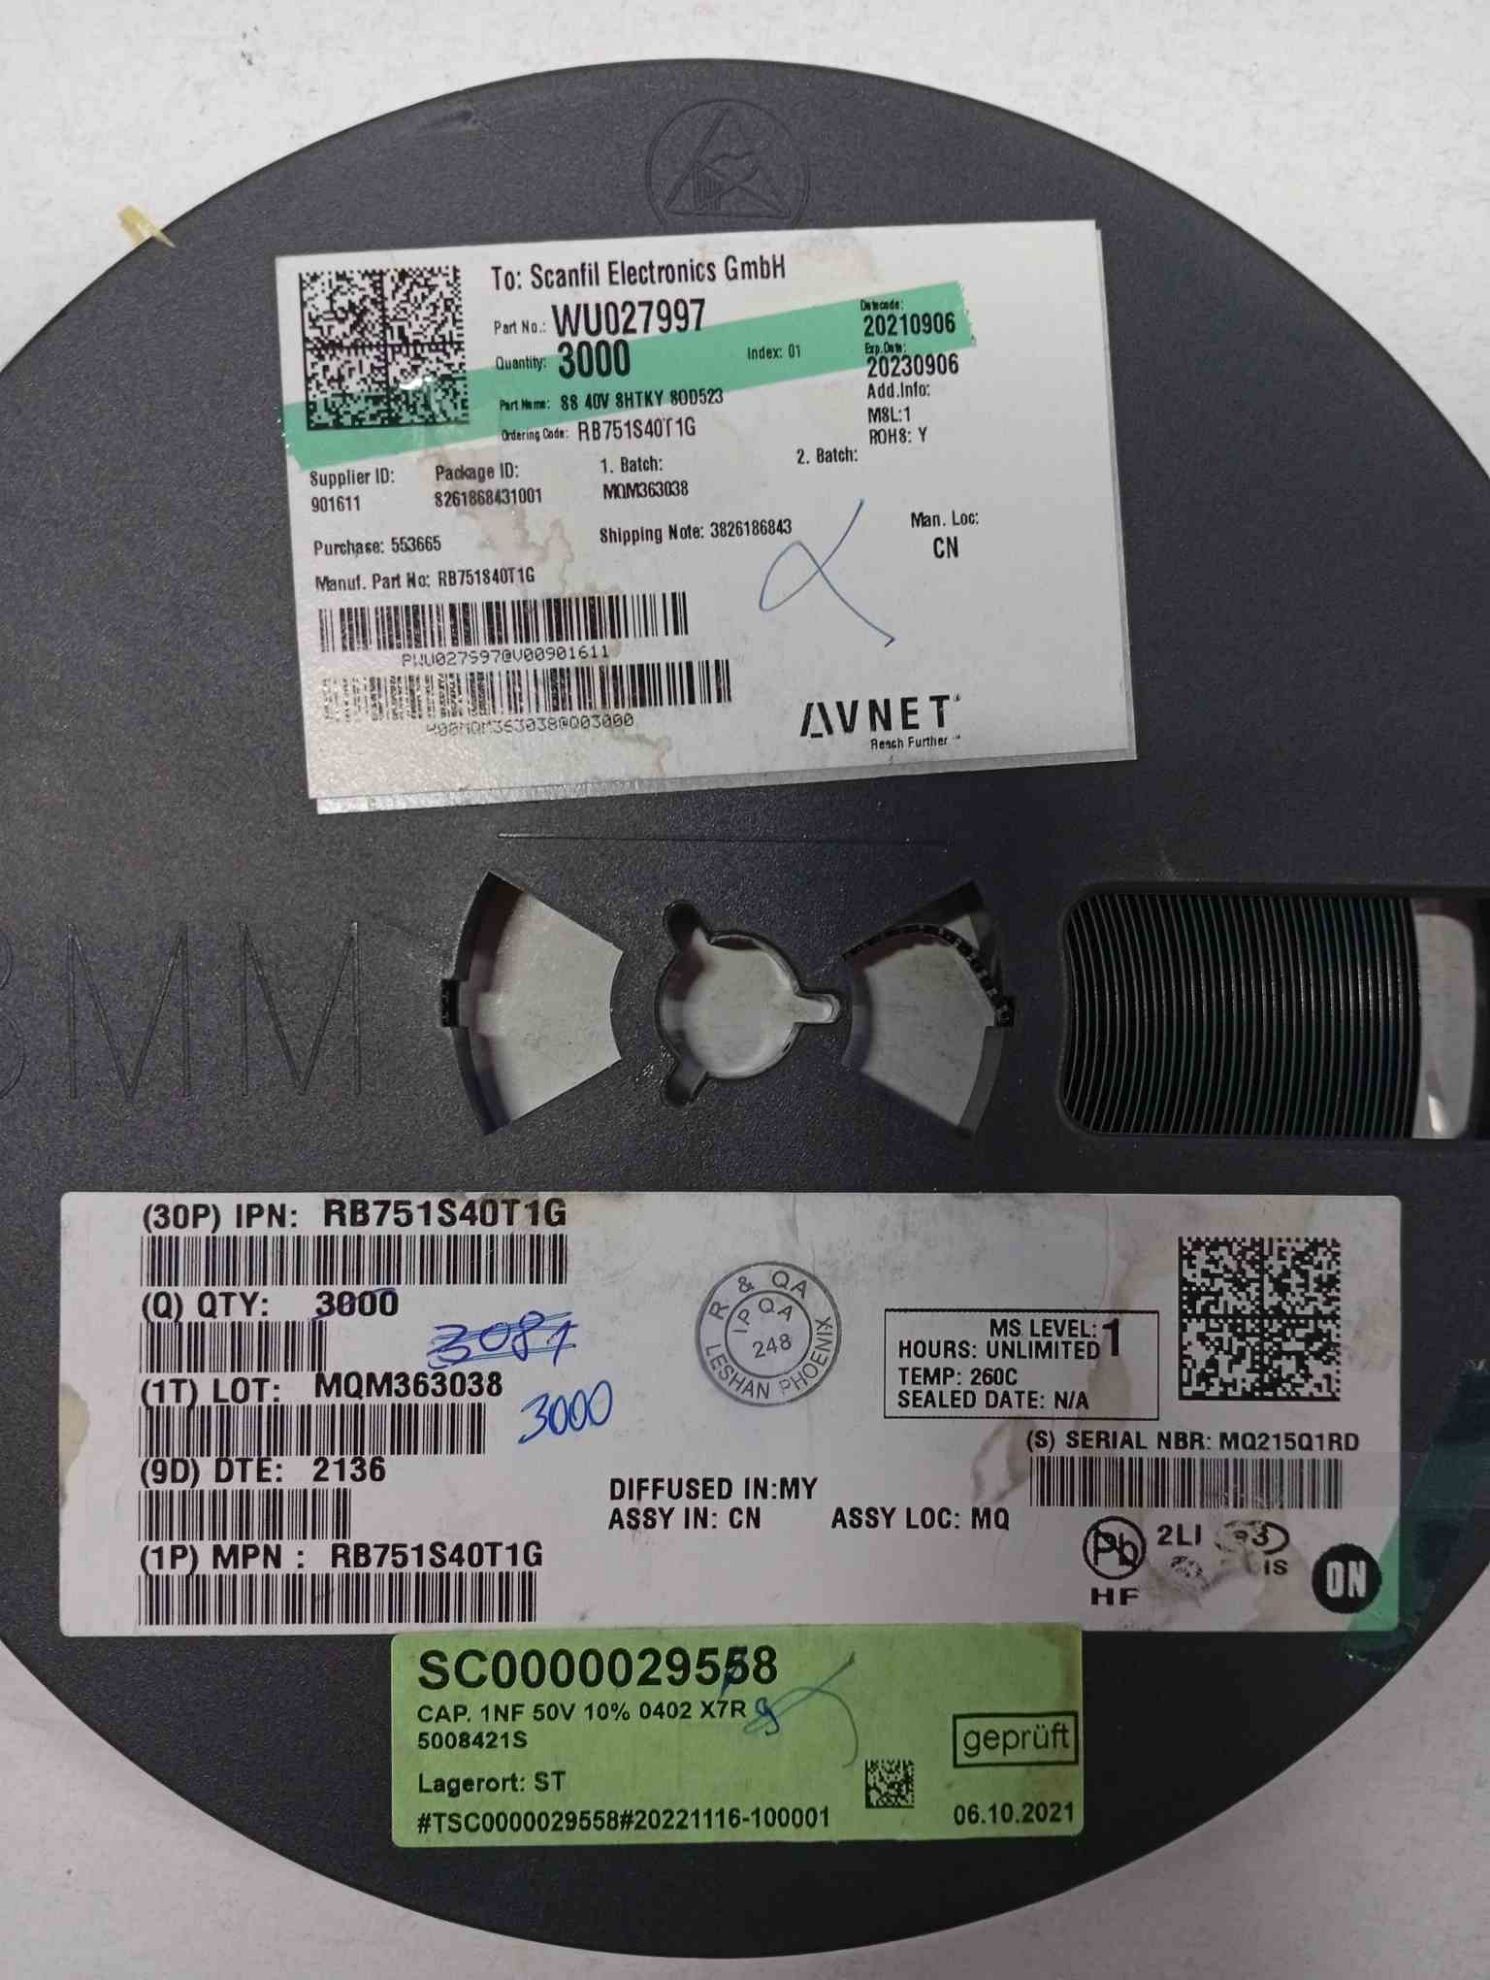 To: Scanfil Electronics GmbH
Part No.: WU027997
Datecode:
20210906
Quantity: 3000
Index: 01
Exp.Date:
20230906
Part Name: SS 40V SHTKY SOD523
Add.Info:
MSL:1
Ordering Code: RB751S40T1G
ROHS: Y
Supplier ID:
901611
Package ID:
8261868431001
1. Batch:
MQM363038
2. Batch:
Purchase: 553665
Shipping Note: 3826186843
Man. Loc:
CN
Manuf. Part No: RB751S40T1G
PWU027997@V00901611
AVNET
Reach Further
8MM
(30P) IPN: RB751S40T1G
(Q) QTY: 3000
3081
(1T) LOT: MQM363038
3000
(9D) DTE: 2136
(1P) MPN : RB751S40T1G
R & QA
IPQA
248
LESHAN PHOENIX
MS LEVEL: 1
HOURS: UNLIMITED
TEMP: 260C
SEALED DATE: N/A
(S) SERIAL NBR: MQ215Q1RD
DIFFUSED IN:MY
ASSY IN: CN ASSY LOC: MQ
Pb
HF
2LI
ON
SC0000029558
CAP. 1NF 50V 10% 0402 X7R
5008421S
geprüft
Lagerort: ST
#TSC0000029558#20221116-100001
06.10.2021